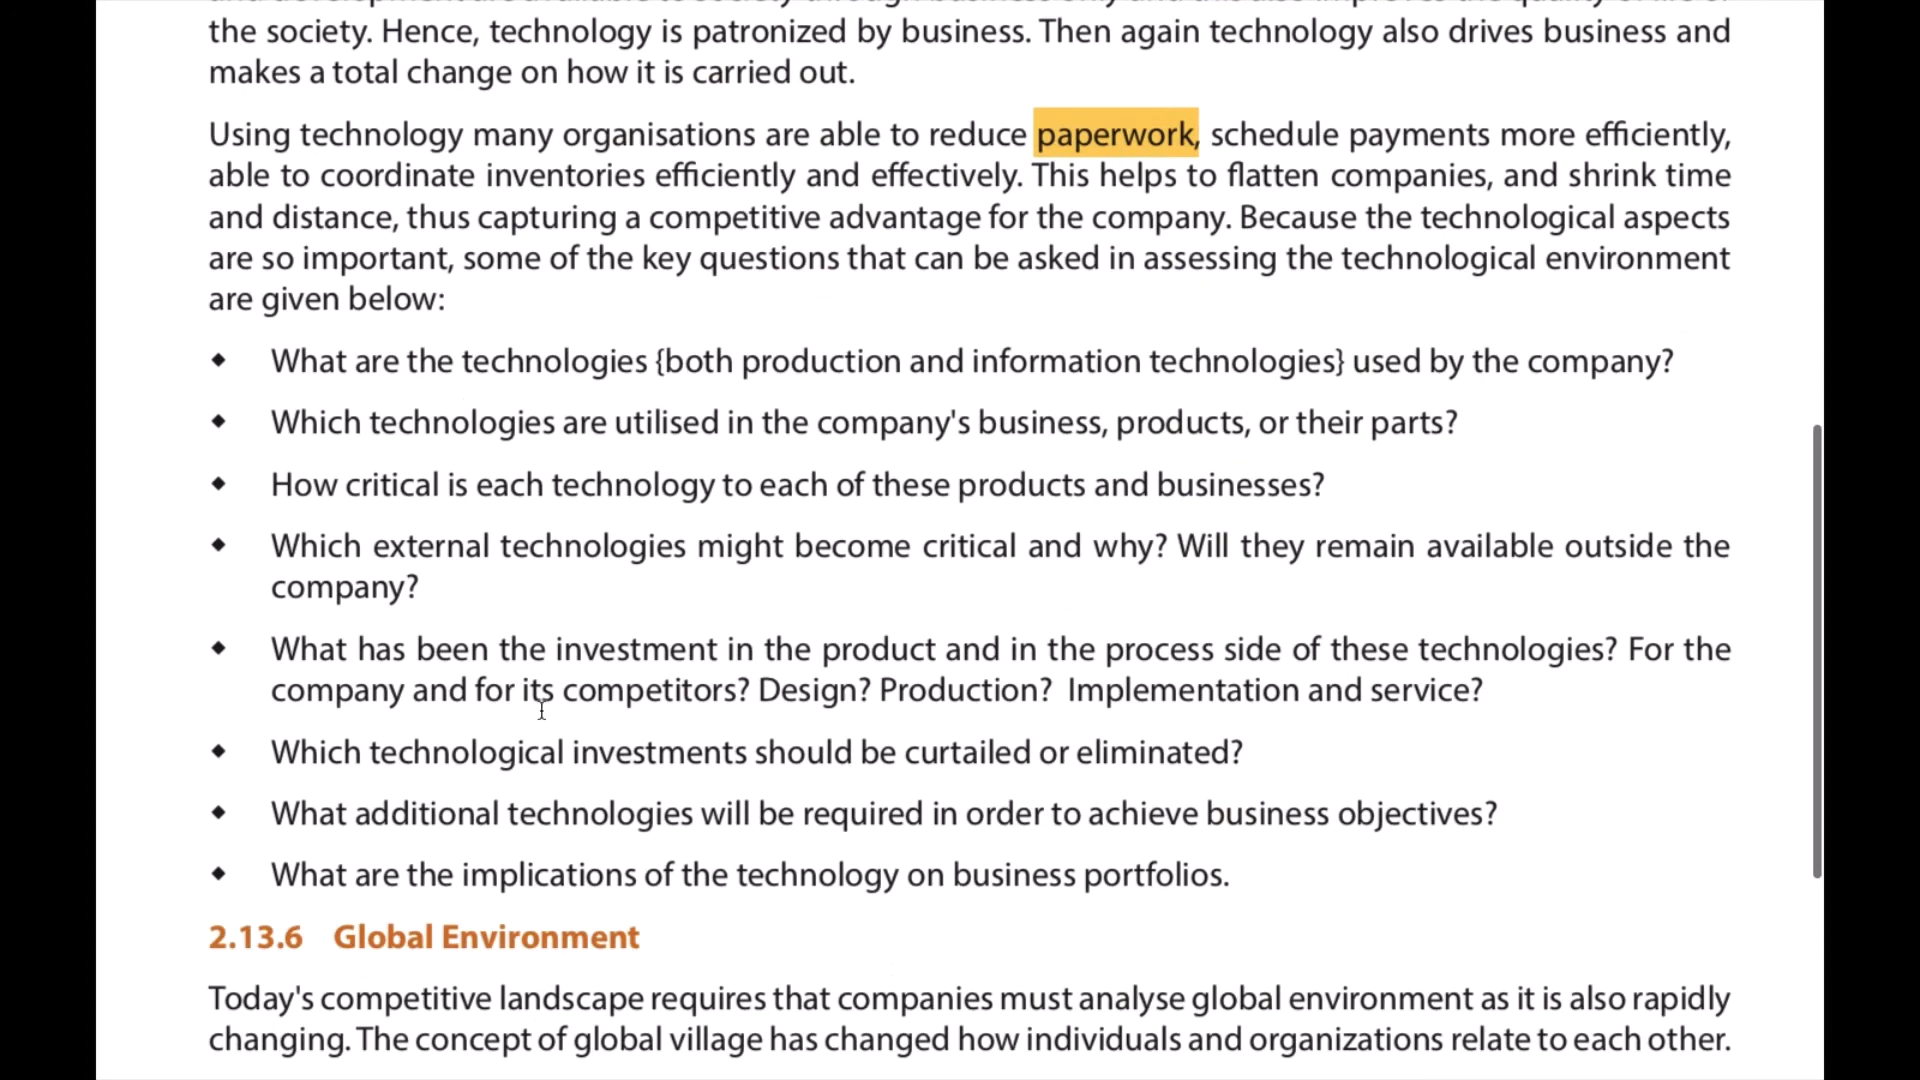 the society. Hence, technology is patronized by business. Then again technology also drives business and
makes a total change on how it is carried out.
Using technology many organisations are able to reduce paperwork, schedule payments more efficiently,
able to coordinate inventories efficiently and effectively. This helps to flatten companies, and shrink time
and distance, thus capturing a competitive advantage for the company. Because the technological aspects
are so important, some of the key questions that can be asked in assessing the technological environment
are given below:
◆ What are the technologies {both production and information technologies} used by the company?
◆ Which technologies are utilised in the company's business, products, or their parts?
◆ How critical is each technology to each of these products and businesses?
◆ Which external technologies might become critical and why? Will they remain available outside the
company?
◆ What has been the investment in the product and in the process side of these technologies? For the
company and for its competitors? Design? Production? Implementation and service?
◆ Which technological investments should be curtailed or eliminated?
◆ What additional technologies will be required in order to achieve business objectives?
◆ What are the implications of the technology on business portfolios.
2.13.6 Global Environment
Today's competitive landscape requires that companies must analyse global environment as it is also rapidly
changing. The concept of global village has changed how individuals and organizations relate to each other.